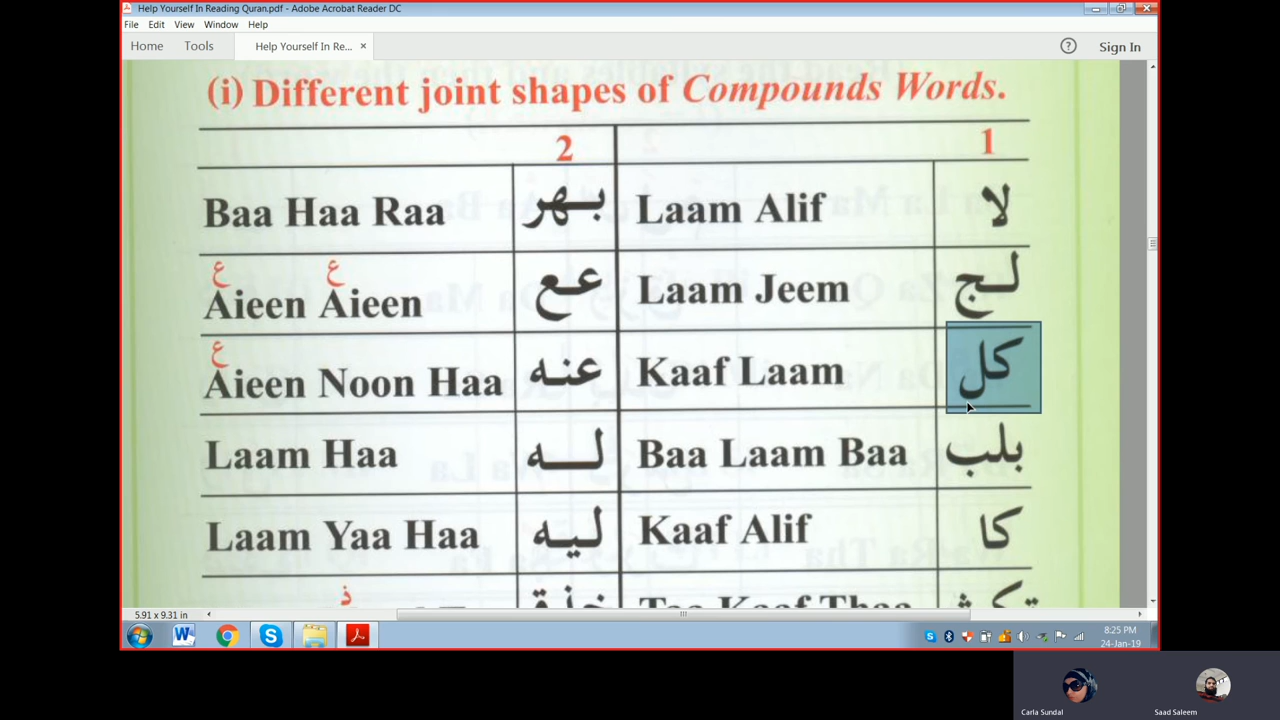 Help Yourself In Reading Quran.pdf - Adobe Acrobat Reader DC
File Edit View Window Help
Home Tools Help Yourself In Re... × ? Sign In
(i) Different joint shapes of Compounds Words.
2 1
Baa Haa Raa بهر Laam Alif لا
ع ع
Aieen Aieen عع Laam Jeem لج
ع
Aieen Noon Haa عنه Kaaf Laam كل
Laam Haa له Baa Laam Baa بلب
Laam Yaa Haa ليه Kaaf Alif كا
ذ
5.91 x 9.31 in
8:25 PM
24-Jan-19
Carla Sundal Saad Saleem